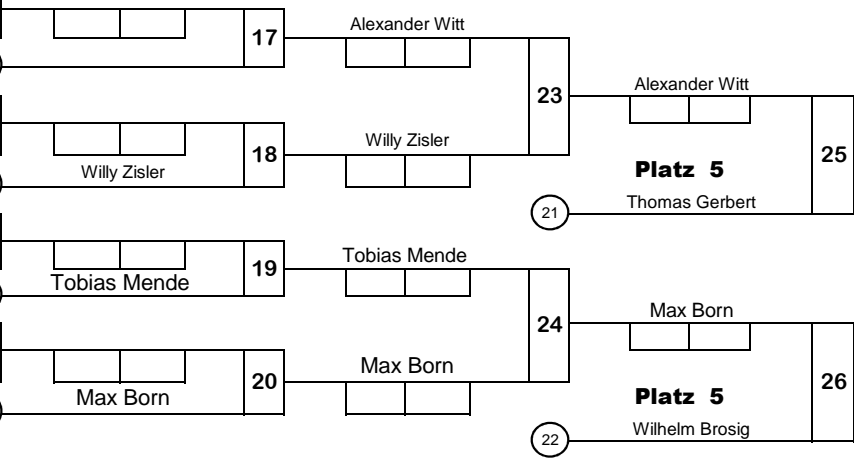 17
Alexander Witt
23
Alexander Witt
18
Willy Zisler
Willy Zisler
25
Platz 5
21
Thomas Gerbert
19
Tobias Mende
Tobias Mende
24
Max Born
20
Max Born
Max Born
26
Platz 5
22
Wilhelm Brosig